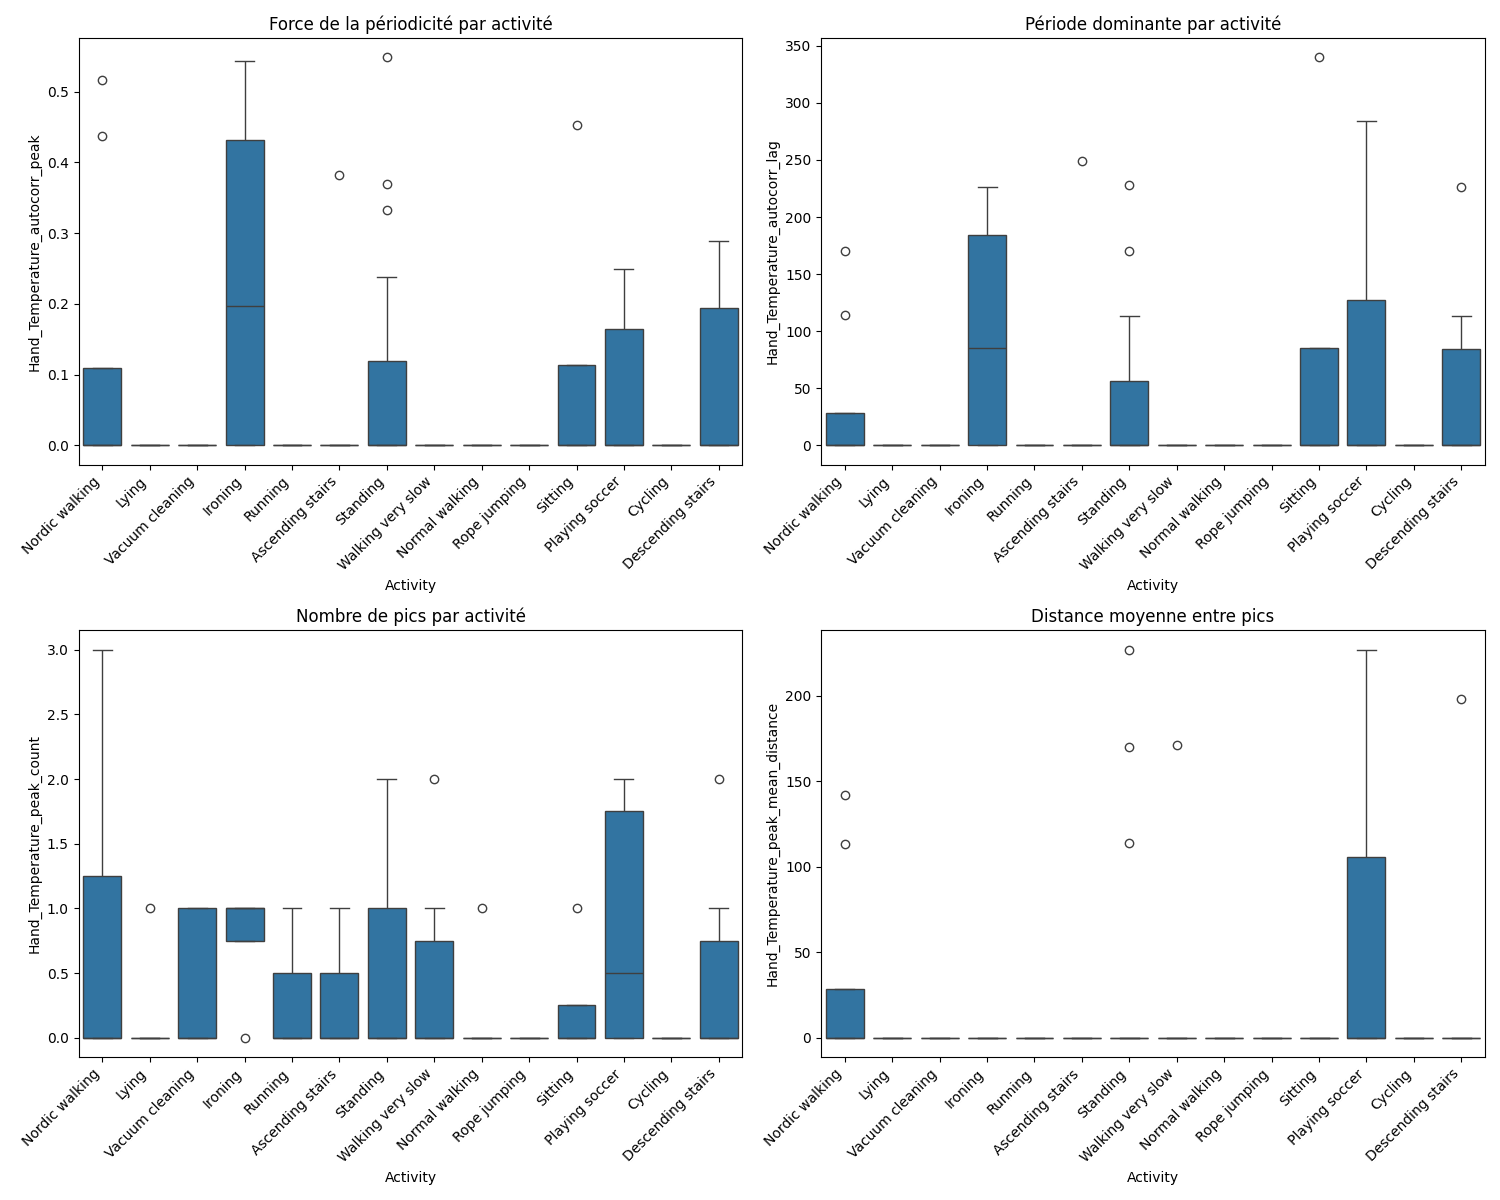 Force de la périodicité par activité
Hand_Temperature_autocorr_peak
0.5
0.4
0.3
0.2
0.1
0.0
Nordic walking
Lying
Vacuum cleaning
Ironing
Running
Ascending stairs
Standing
Walking very slow
Normal walking
Rope jumping
Sitting
Playing soccer
Cycling
Descending stairs
Activity
Période dominante par activité
Hand_Temperature_autocorr_lag
350
300
250
200
150
100
50
0
Nordic walking
Lying
Vacuum cleaning
Ironing
Running
Ascending stairs
Standing
Walking very slow
Normal walking
Rope jumping
Sitting
Playing soccer
Cycling
Descending stairs
Activity
Nombre de pics par activité
Hand_Temperature_peak_count
3.0
2.5
2.0
1.5
1.0
0.5
0.0
Nordic walking
Lying
Vacuum cleaning
Ironing
Running
Ascending stairs
Standing
Walking very slow
Normal walking
Rope jumping
Sitting
Playing soccer
Cycling
Descending stairs
Activity
Distance moyenne entre pics
Hand_Temperature_peak_mean_distance
200
150
100
50
0
Nordic walking
Lying
Vacuum cleaning
Ironing
Running
Ascending stairs
Standing
Walking very slow
Normal walking
Rope jumping
Sitting
Playing soccer
Cycling
Descending stairs
Activity